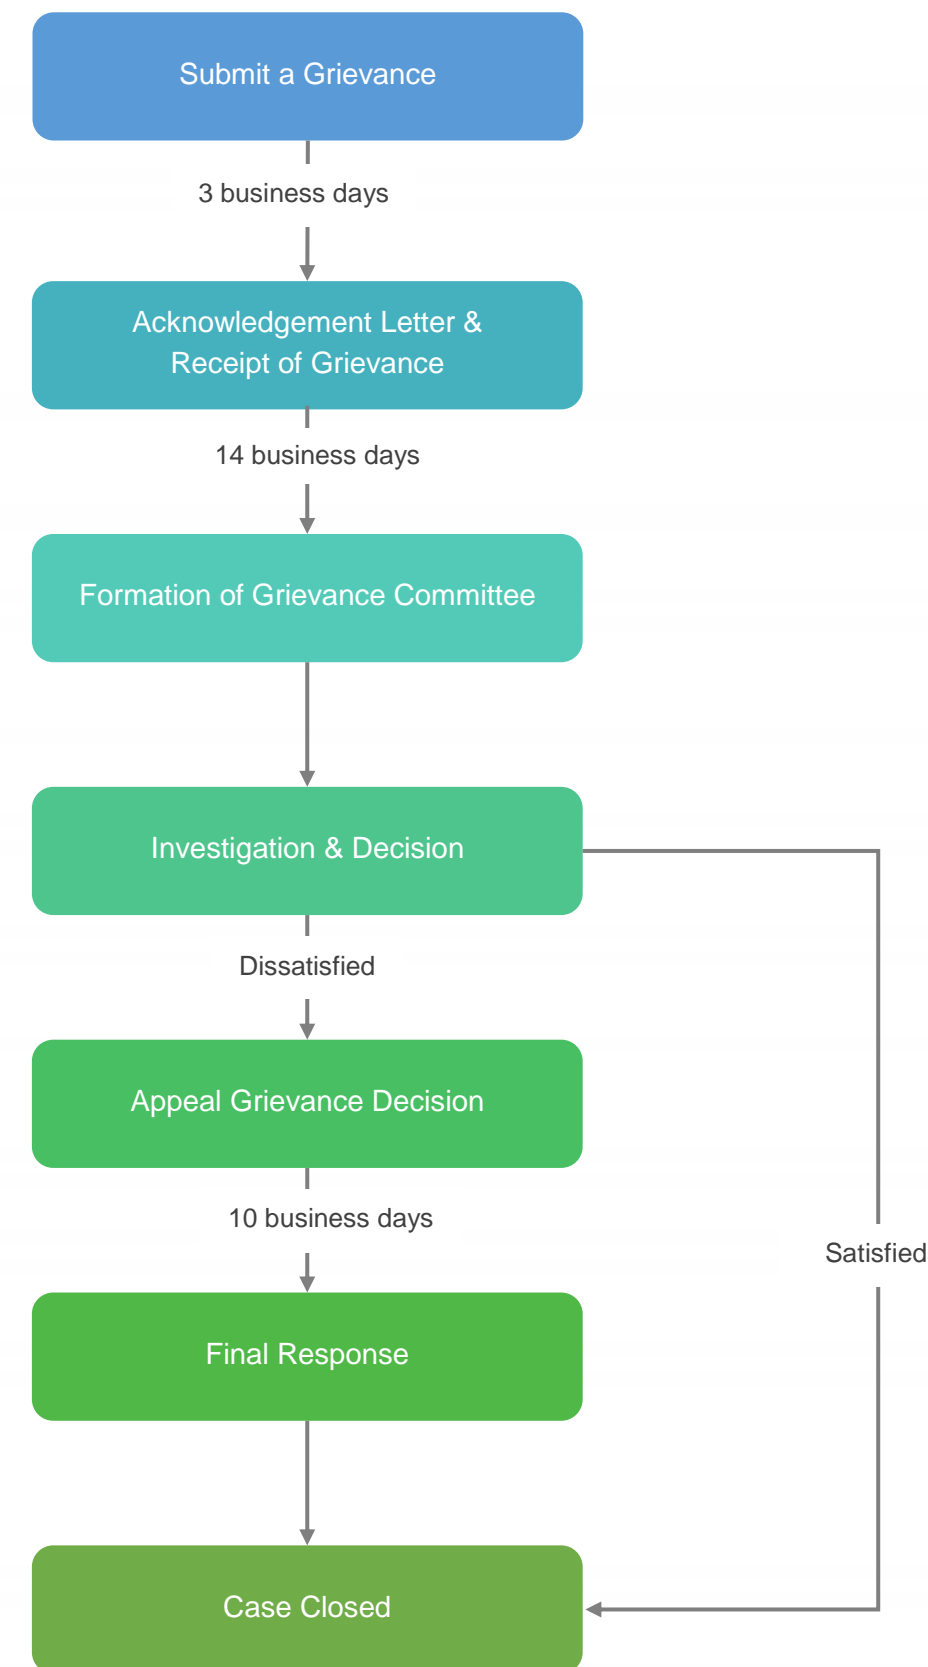 Submit a Grievance
3 business days
Acknowledgement Letter &
Receipt of Grievance
14 business days
Formation of Grievance Committee
Investigation & Decision
Dissatisfied
Appeal Grievance Decision
10 business days
Satisfied
Final Response
Case Closed